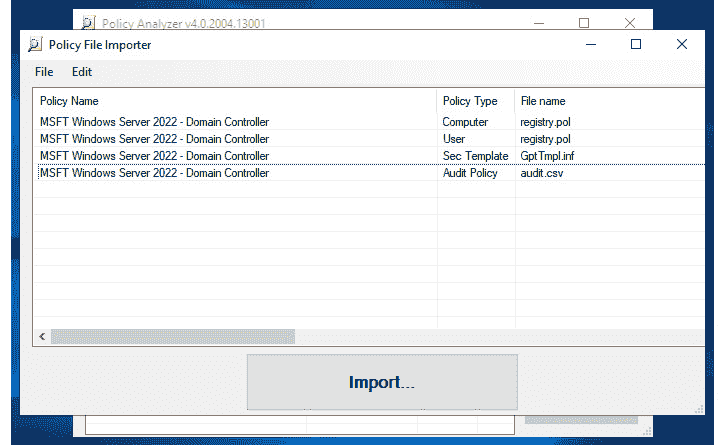 Policy Analyzer v4.0.2004.13001
Policy File Importer
File Edit
Policy Name Policy Type File name
MSFT Windows Server 2022 - Domain Controller Computer registry.pol
MSFT Windows Server 2022 - Domain Controller User registry.pol
MSFT Windows Server 2022 - Domain Controller Sec Template GptTmpl.inf
MSFT Windows Server 2022 - Domain Controller Audit Policy audit.csv
Import...